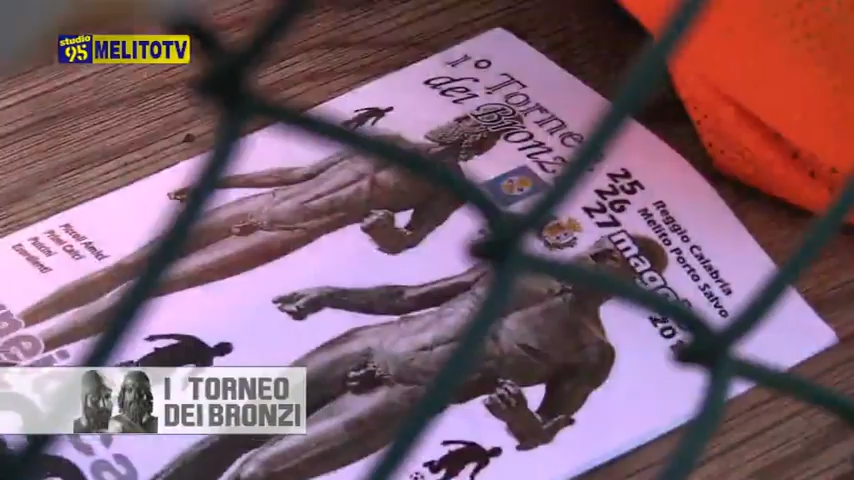 studio
95 MELITOTV
1° Torneo
dei Bronzi
25
26
27 maggio
Reggio Calabria
Melito Porto Salvo
Piccoli Amici
Primi Calci
Pulcini
Esordienti
I TORNEO
DEI BRONZI